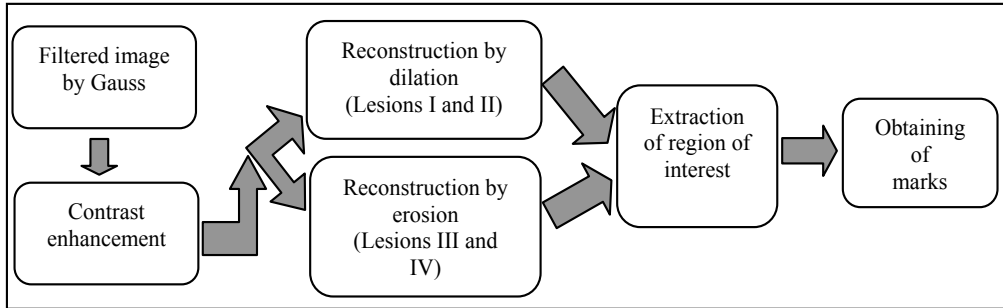 Filtered image
by Gauss
Contrast
enhancement
Reconstruction by
dilation
(Lesions I and II)
Reconstruction by
erosion
(Lesions III and
IV)
Extraction
of region of
interest
Obtaining
of
marks